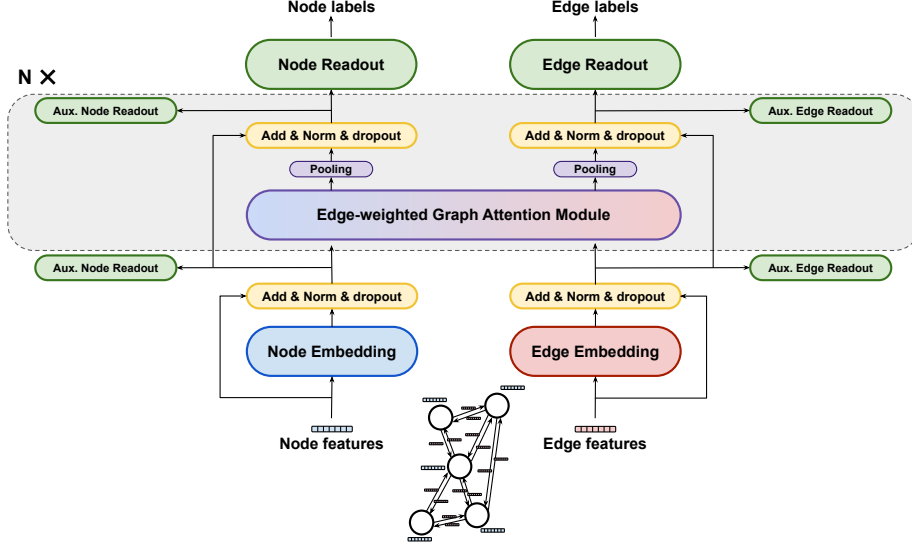 Node labels
Edge labels
Node Readout
Edge Readout
N ×
Aux. Node Readout
Aux. Edge Readout
Add & Norm & dropout
Add & Norm & dropout
Pooling
Pooling
Edge-weighted Graph Attention Module
Aux. Node Readout
Aux. Edge Readout
Add & Norm & dropout
Add & Norm & dropout
Node Embedding
Edge Embedding
Node features
Edge features